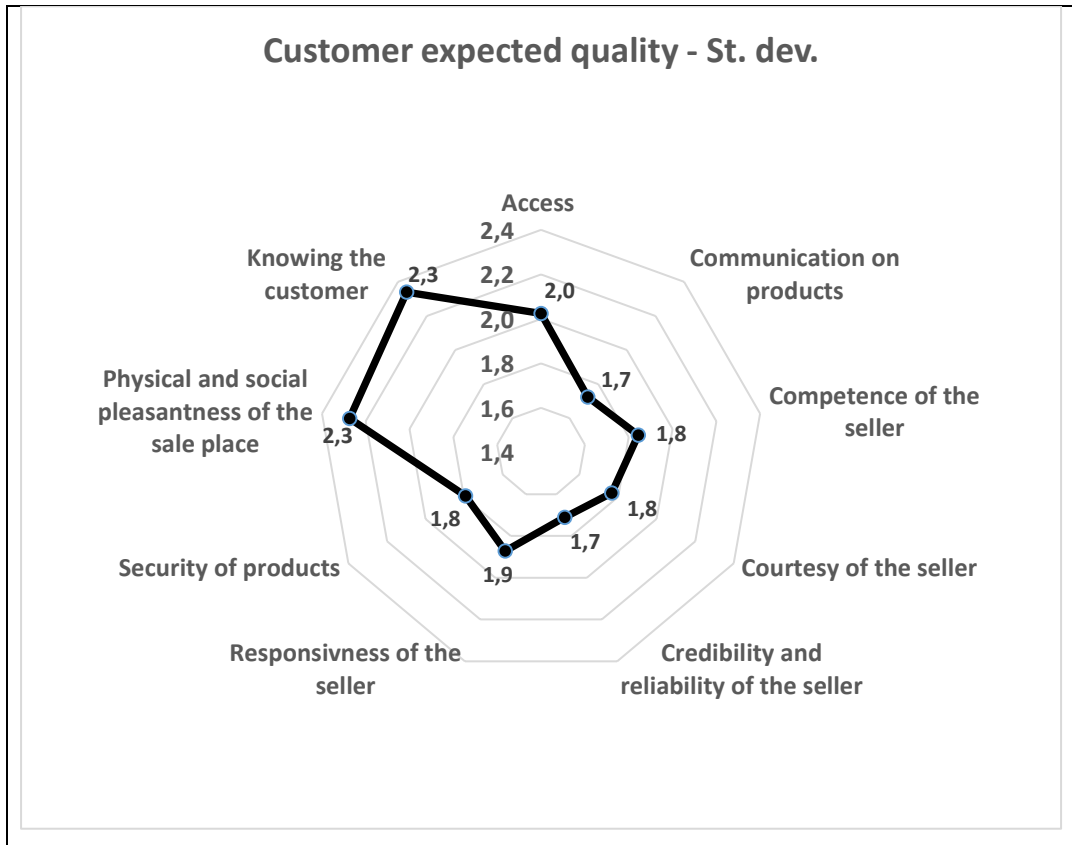 Customer expected quality - St. dev.
Access
2,4
2,2
2,0
1,8
1,6
1,4
Knowing the
customer
Communication on
products
2,3
2,0
Physical and social
pleasantness of the
sale place
2,3
1,7
Competence of the
seller
1,8
1,8
1,8
1,7
1,9
Security of products
Courtesy of the seller
Responsivness of the
seller
Credibility and
reliability of the seller